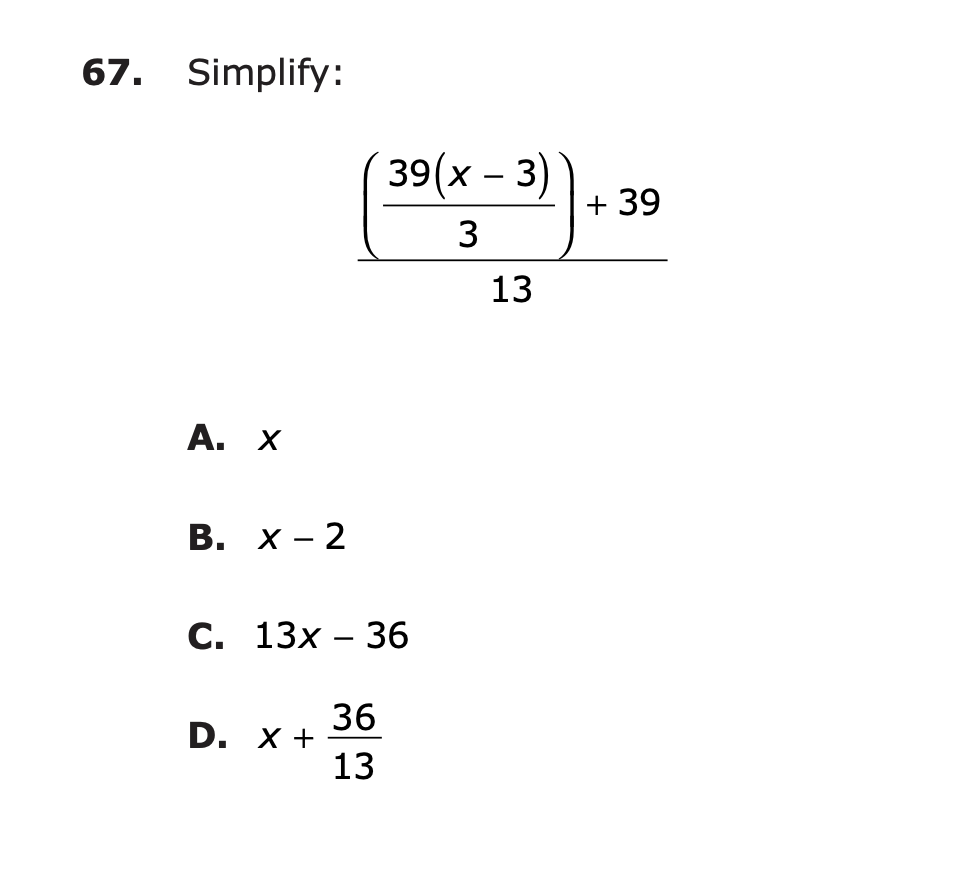 67. Simplify:
(39(x – 3)
3) + 39
13
A. x
B. x – 2
C. 13x – 36
D. x + 36
13